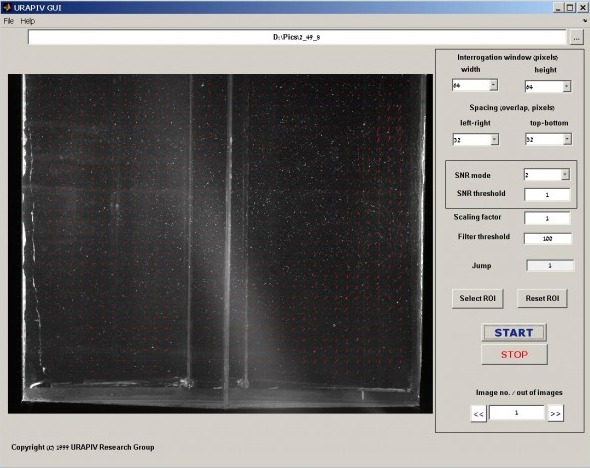 URAPIV GUI
File Help
D:\Pics\2_49_8
...
Interrogation window (pixels)
width height
64 64
Spacing (overlap, pixels)
left-right top-bottom
32 32
SNR mode 2
SNR threshold 1
Scaling factor 1
Filter threshold 100
Jump 1
Select ROI Reset ROI
START
STOP
Image no. / out of images
<< 1 >>
Copyright (c) 1999 URAPIV Research Group